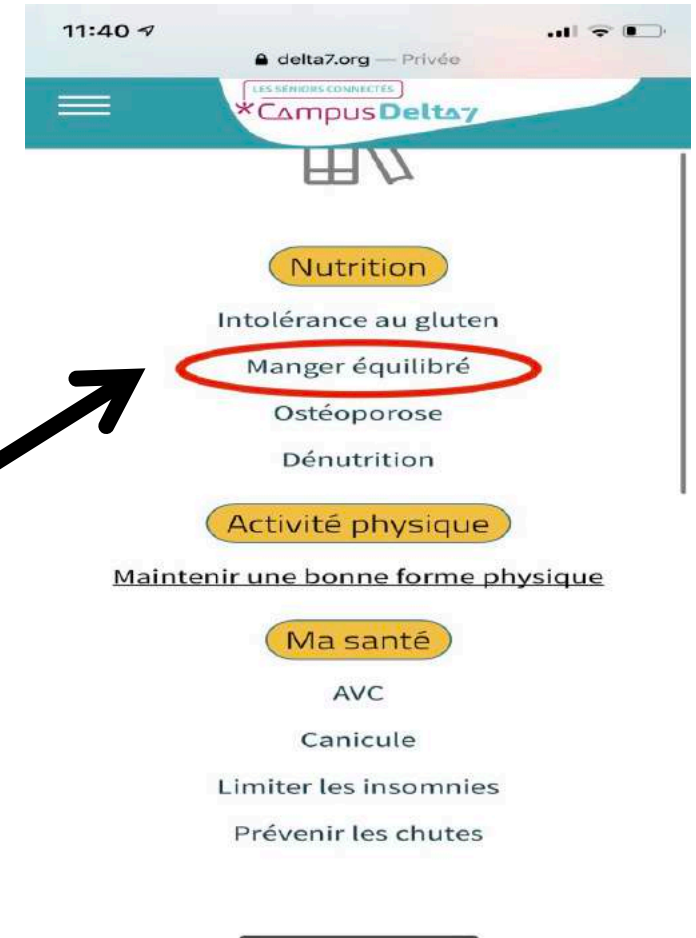 11:40
delta7.org — Privée
LES SÉNIORS CONNECTÉS
*CampusDelta7
Nutrition
Intolérance au gluten
Manger équilibré
Ostéoporose
Dénutrition
Activité physique
Maintenir une bonne forme physique
Ma santé
AVC
Canicule
Limiter les insomnies
Prévenir les chutes